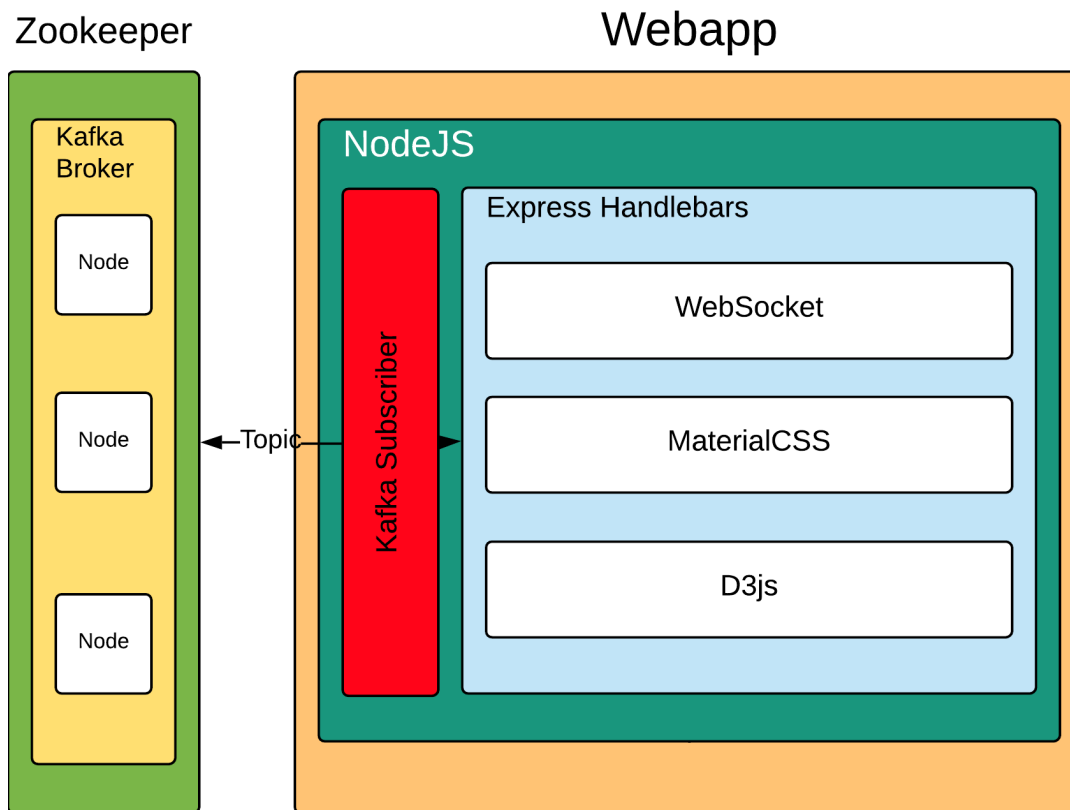 Zookeeper
Kafka
Broker
Node
Node
Node
Topic
Webapp
NodeJS
Kafka Subscriber
Express Handlebars
WebSocket
MaterialCSS
D3js